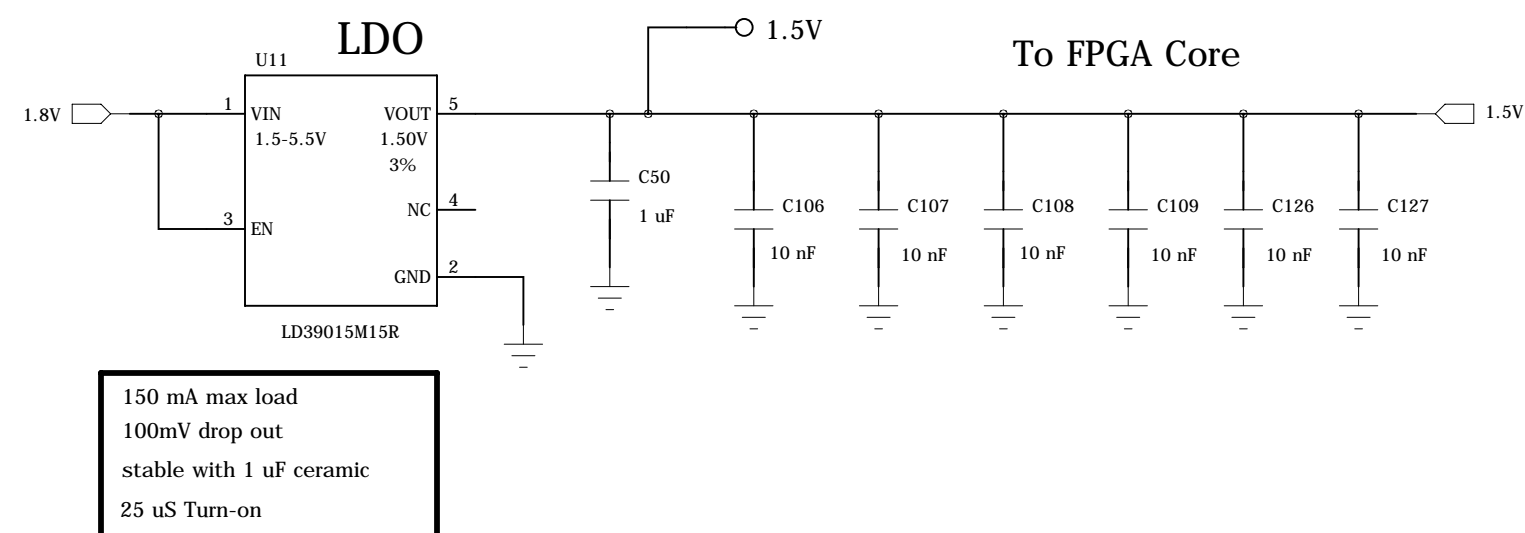 LDO
1.5V
To FPGA Core
U11
1.8V
1
VIN
VOUT
5
1.5V
1.5-5.5V
1.50V
3%
C50
1 uF
NC
4
3
EN
C106
C107
C108
C109
C126
C127
10 nF
10 nF
10 nF
10 nF
10 nF
10 nF
GND
2
LD39015M15R
150 mA max load
100mV drop out
stable with 1 uF ceramic
25 uS Turn-on